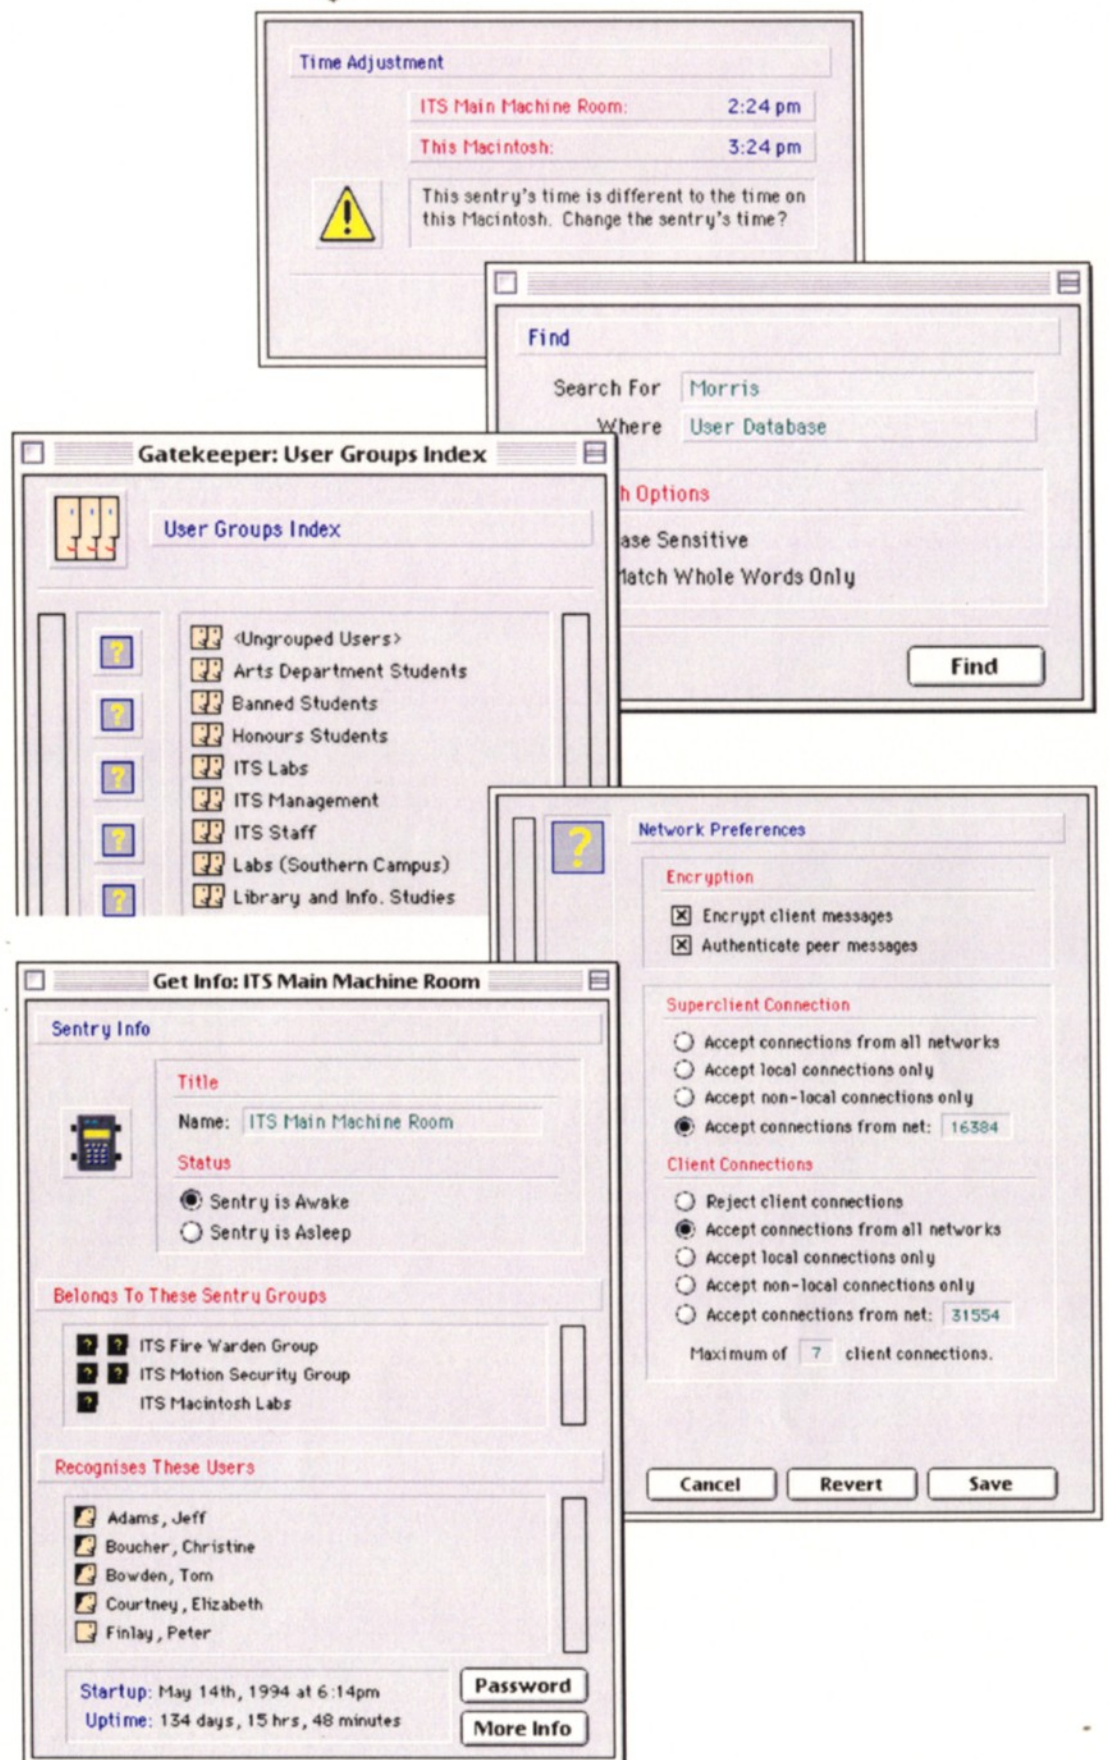 Time Adjustment
ITS Main Machine Room: 2:24 pm
This Macintosh: 3:24 pm
This sentry's time is different to the time on
this Macintosh. Change the sentry's time?
Find
Search For Morris
Where User Database
h Options
ase Sensitive
Match Whole Words Only
Find
Gatekeeper: User Groups Index
User Groups Index
? <Ungrouped Users>
Arts Department Students
? Banned Students
Honours Students
? ITS Labs
ITS Management
? ITS Staff
Labs (Southern Campus)
? Library and Info. Studies
? Network Preferences
Encryption
Encrypt client messages
Authenticate peer messages
Superclient Connection
Accept connections from all networks
Accept local connections only
Accept non-local connections only
Accept connections from net: 16384
Client Connections
Reject client connections
Accept connections from all networks
Accept local connections only
Accept non-local connections only
Accept connections from net: 31554
Maximum of 7 client connections.
Cancel Revert Save
Get Info: ITS Main Machine Room
Sentry Info
Title
Name: ITS Main Machine Room
Status
Sentry is Awake
Sentry is Asleep
Belongs To These Sentry Groups
? ? ITS Fire Warden Group
? ? ITS Motion Security Group
? ITS Macintosh Labs
Recognises These Users
Adams, Jeff
Boucher, Christine
Bowden, Tom
Courtney, Elizabeth
Finlay, Peter
Startup: May 14th, 1994 at 6:14pm
Uptime: 134 days, 15 hrs, 48 minutes
Password
More Info